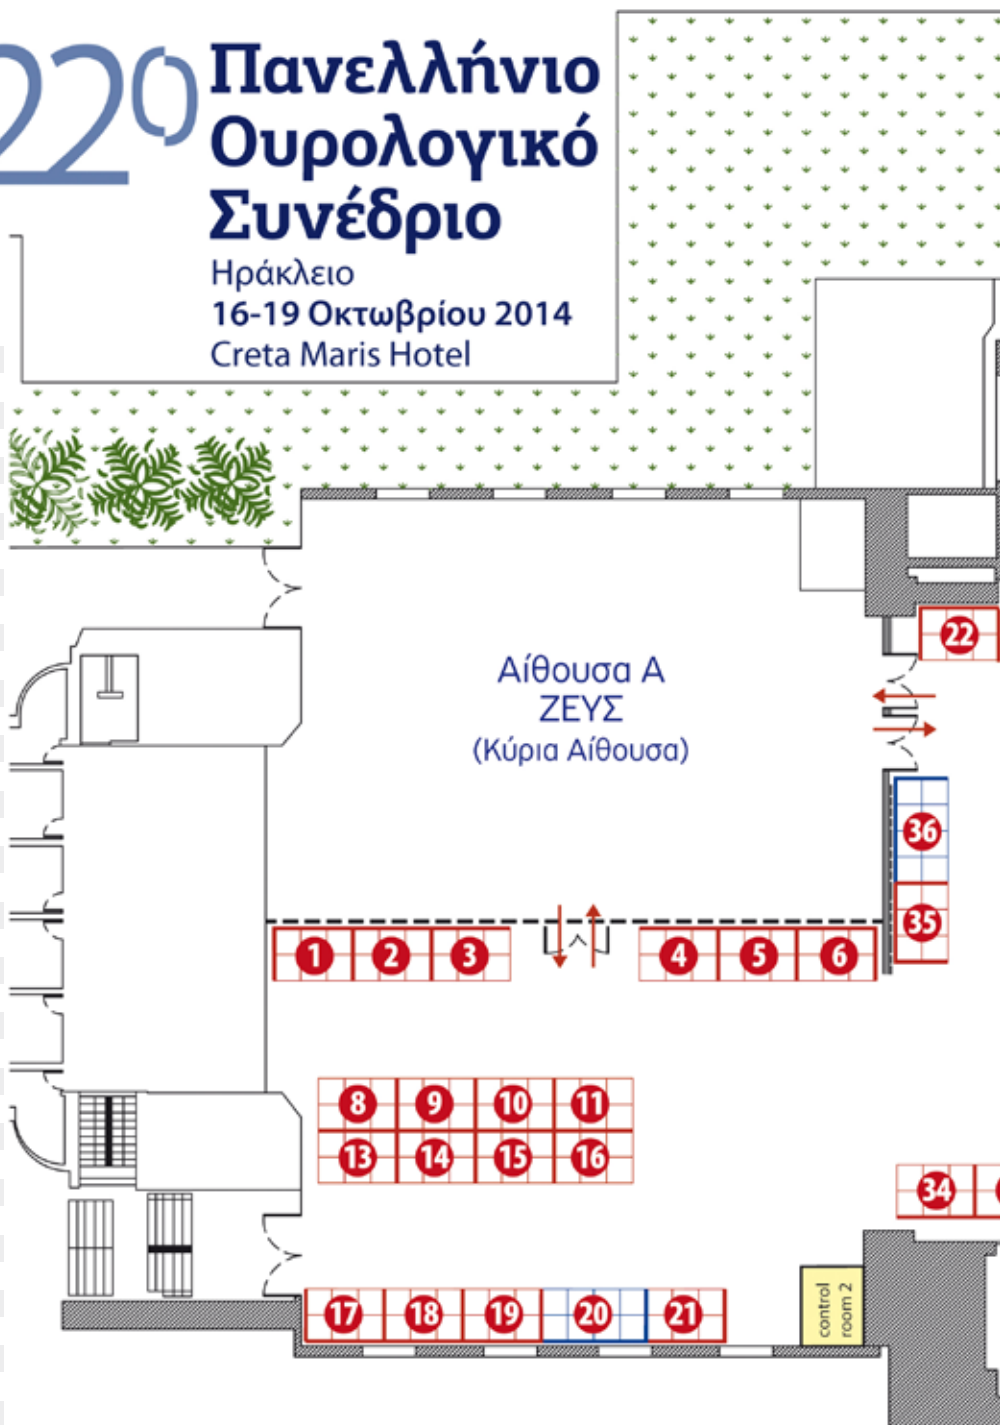 22ο
Πανελλήνιο
Ουρολογικό
Συνέδριο
Ηράκλειο
16-19 Οκτωβρίου 2014
Creta Maris Hotel
22
Αίθουσα Α
ΖΕΥΣ
(Κύρια Αίθουσα)
36
35
1 2 3 4 5 6
8 9 10 11
13 14 15 16
34
17 18 19 20 21
control
room 2